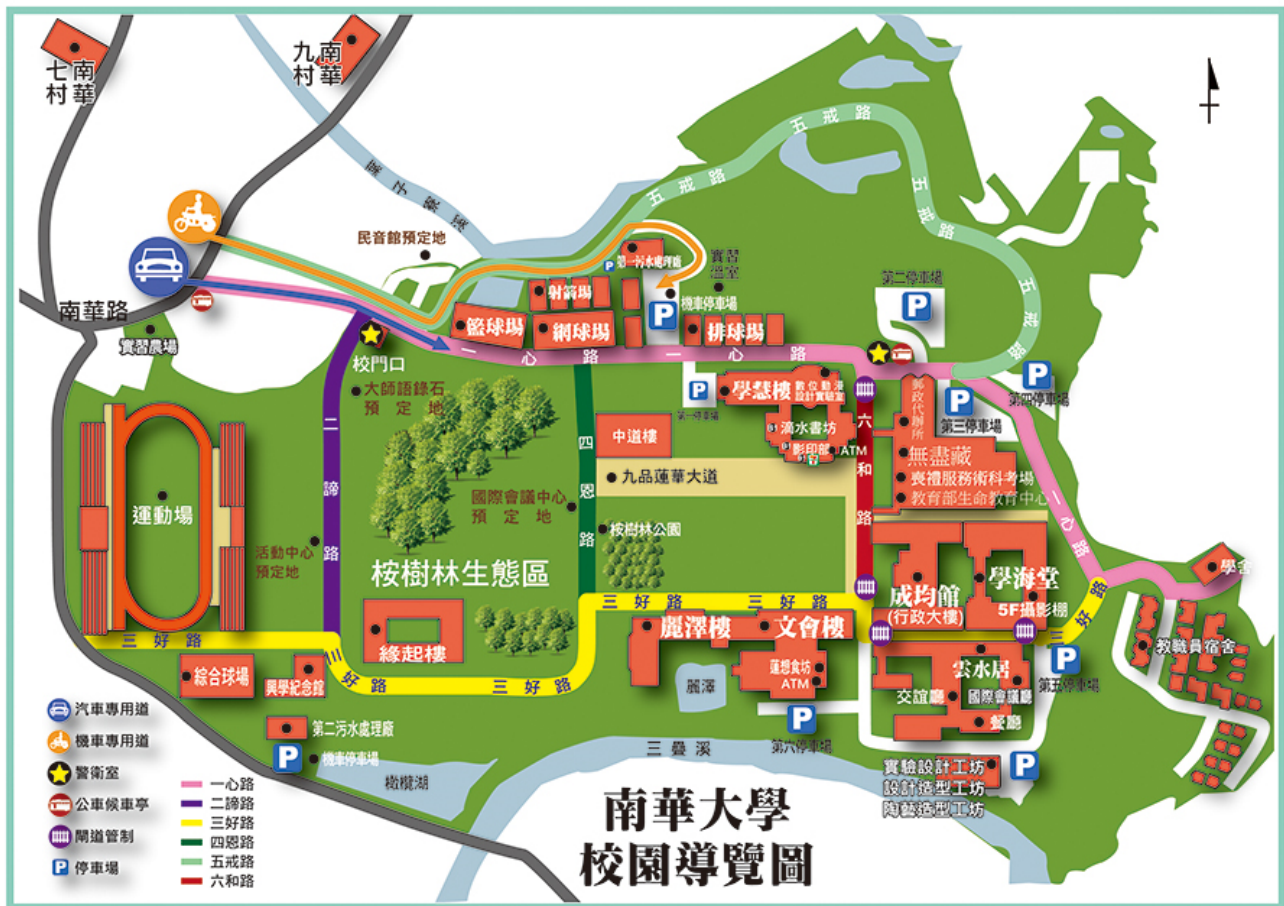 南華
七村
南華
九村
五戒路
葉子寮溪
五戒路
五戒路
民音館預定地
第一污水處理廠
實習
溫室
第二停車場
P
南華路
射箭場
P
機車停車場
P
五戒路
實習農場
籃球場
網球場
排球場
校門口
一心路
一心路
大師語錄石
預定地
P
第一停車場
學慧樓
數位動漫
設計實驗室
郵政代辦所
P
第三停車場
P
第四停車場
二諦路
四恩路
中道樓
滴水書坊
影印部
ATM
六和路
無盡藏
喪禮服務術科考場
教育部生命教育中心
九品蓮華大道
國際會議中心
預定地
運動場
活動中心
預定地
桉樹林公園
一心路
桉樹林生態區
成均館
(行政大樓)
學海堂
5F攝影棚
學舍
三好路
三好路
三好路
三好路
緣起樓
麗澤樓
文會樓
教職員宿舍
三好路
三好路
綜合球場
興學紀念館
麗澤
蓮想食坊
ATM
雲水居
交誼廳
國際會議廳
餐廳
P
第五停車場
第二污水處理廠
P
機車停車場
橄欖湖
三疊溪
P
第六停車場
實驗設計工坊
設計造型工坊
陶藝造型工坊
P
汽車專用道
機車專用道
警衛室
公車候車亭
閘道管制
P 停車場
一心路
二諦路
三好路
四恩路
五戒路
六和路
南華大學
校園導覽圖